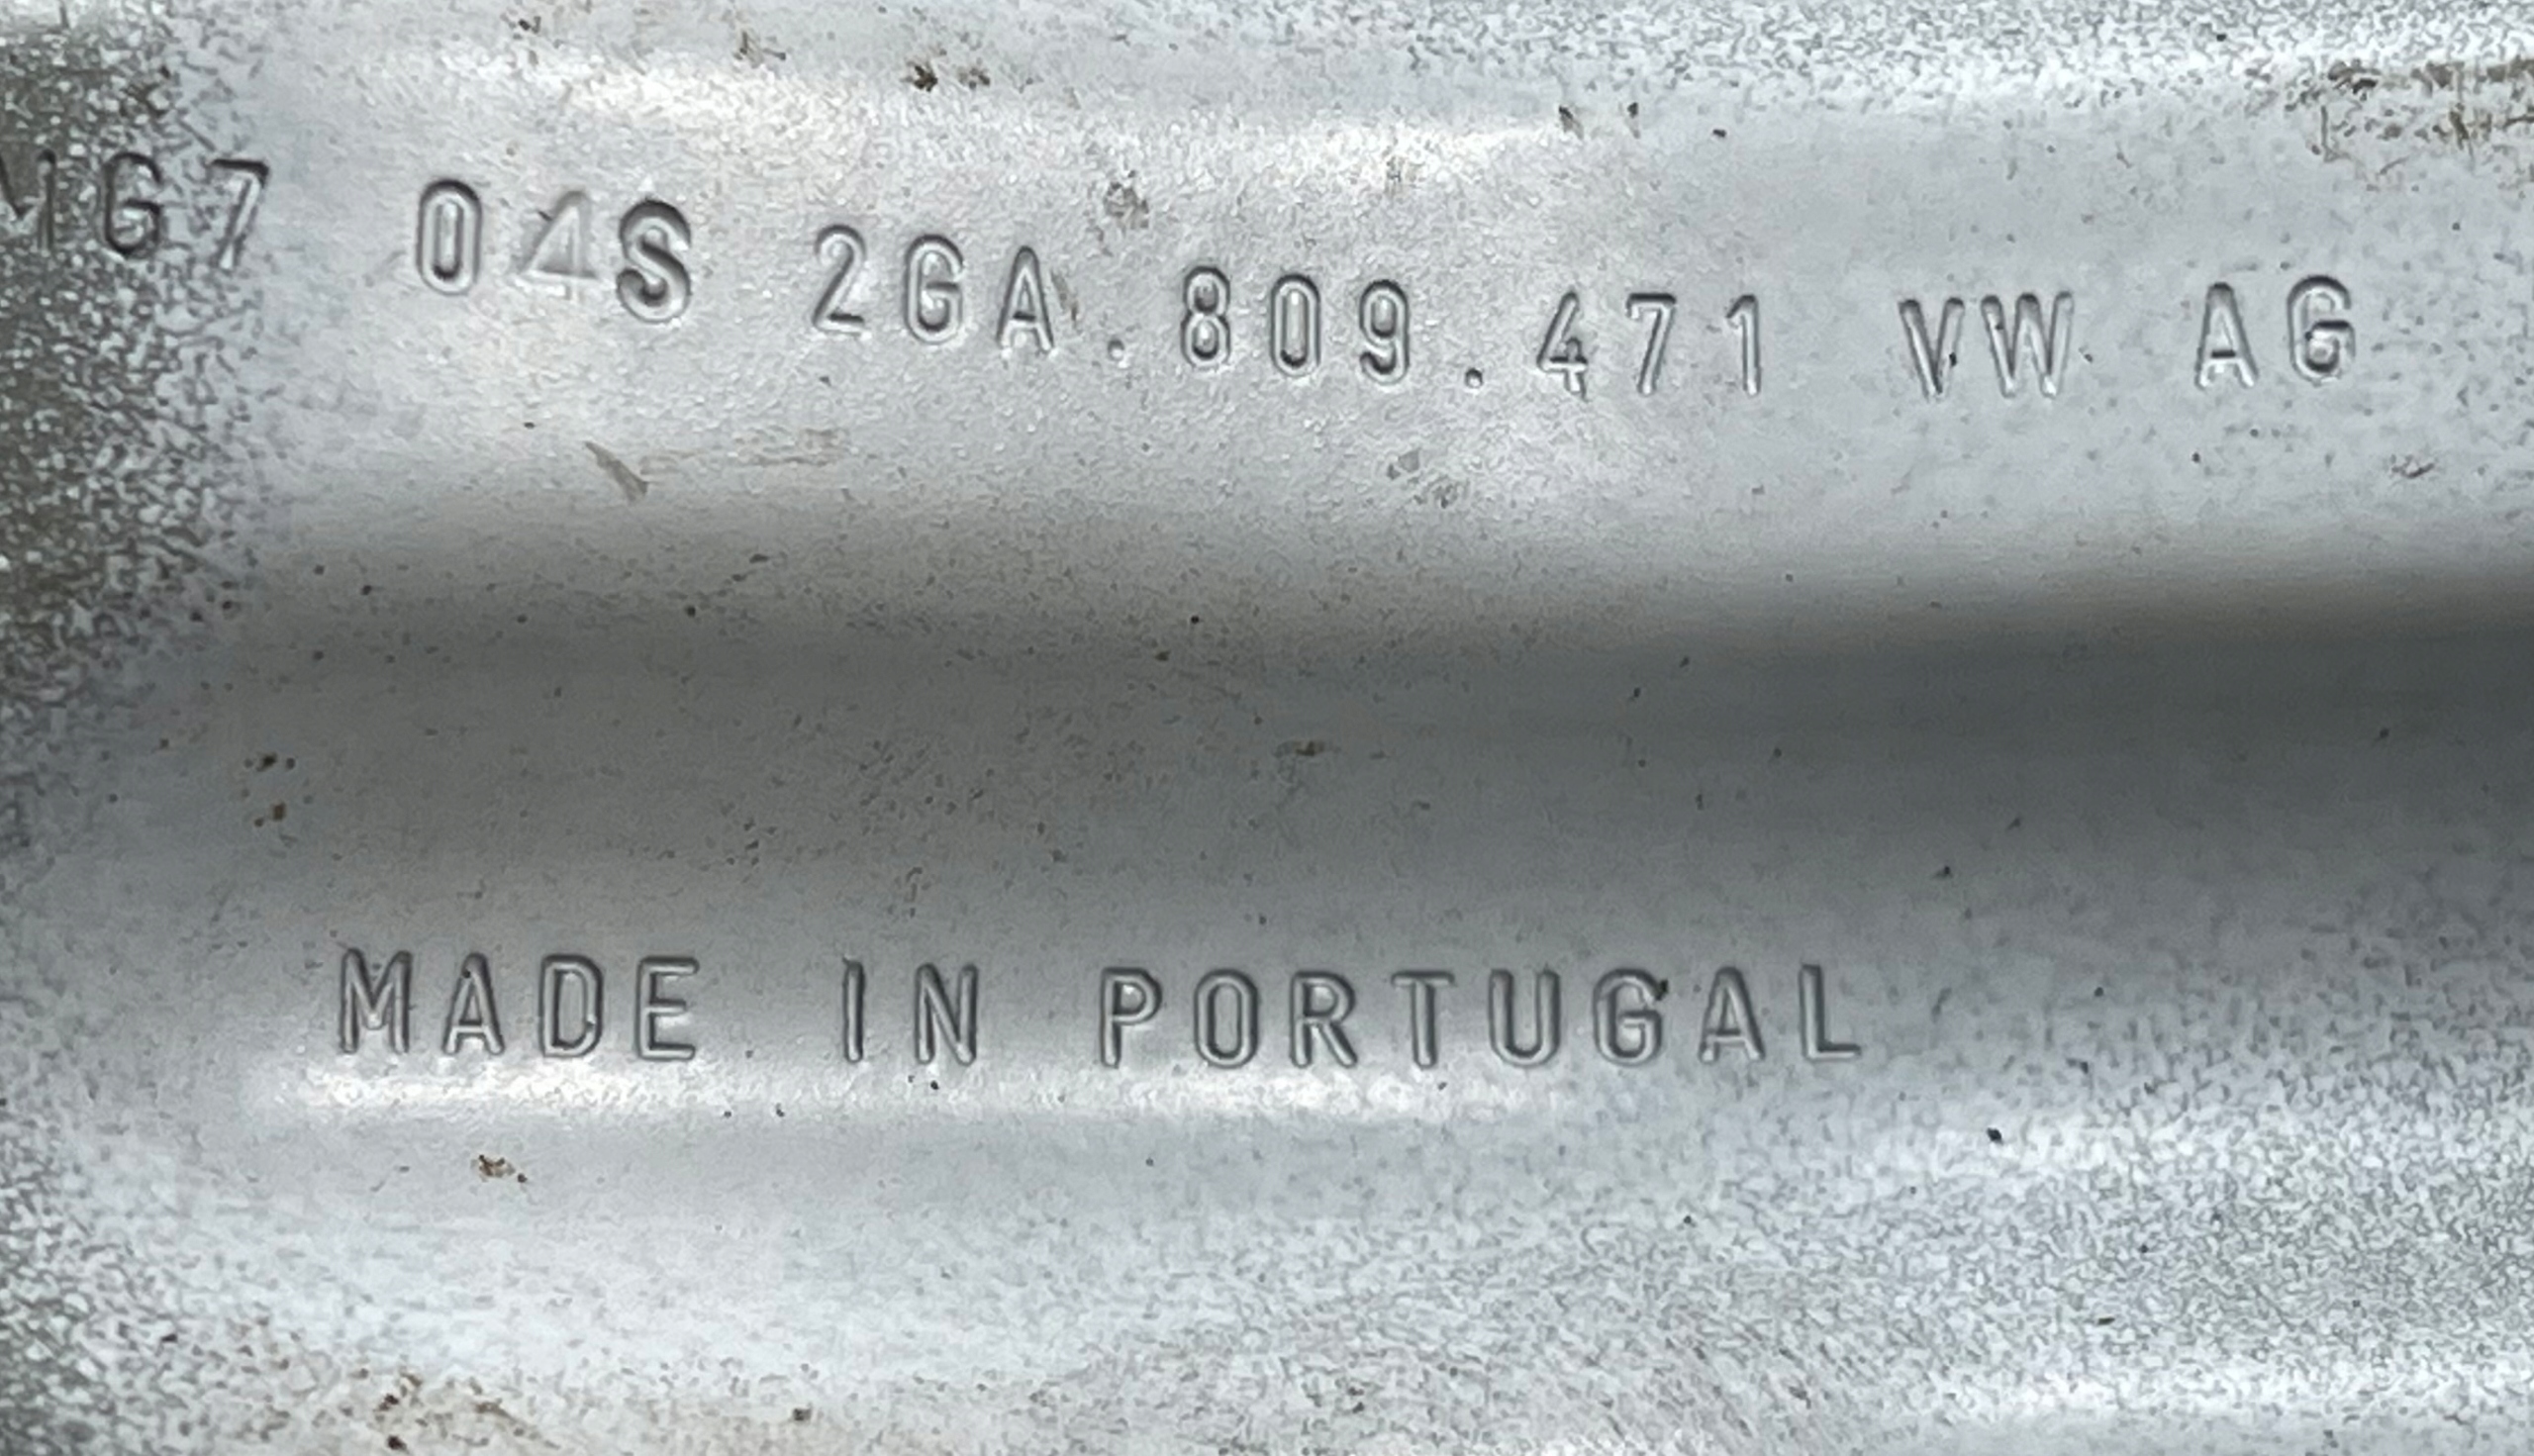 MG7 04S 2GA.809.471 VW AG
MADE IN PORTUGAL